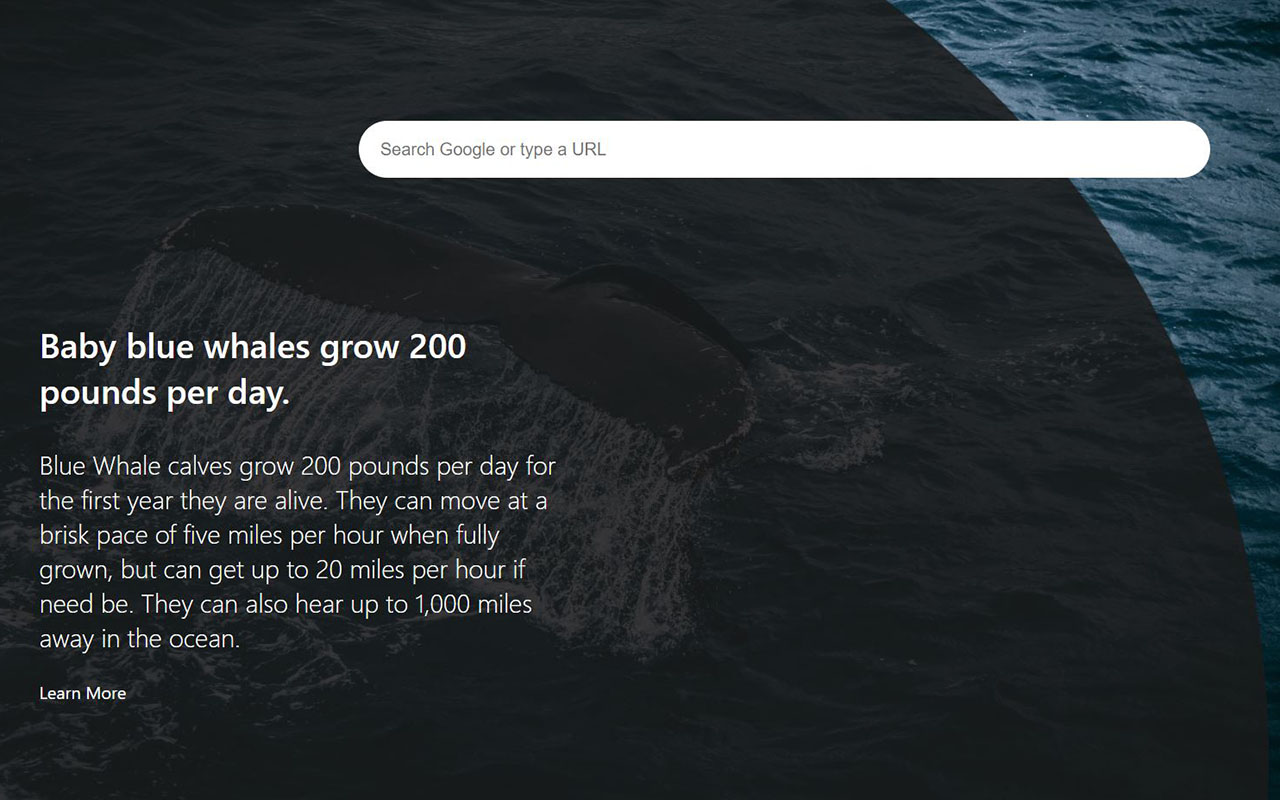 Search Google or type a URL
Baby blue whales grow 200
pounds per day.
Blue Whale calves grow 200 pounds per day for
the first year they are alive. They can move at a
brisk pace of five miles per hour when fully
grown, but can get up to 20 miles per hour if
need be. They can also hear up to 1,000 miles
away in the ocean.
Learn More